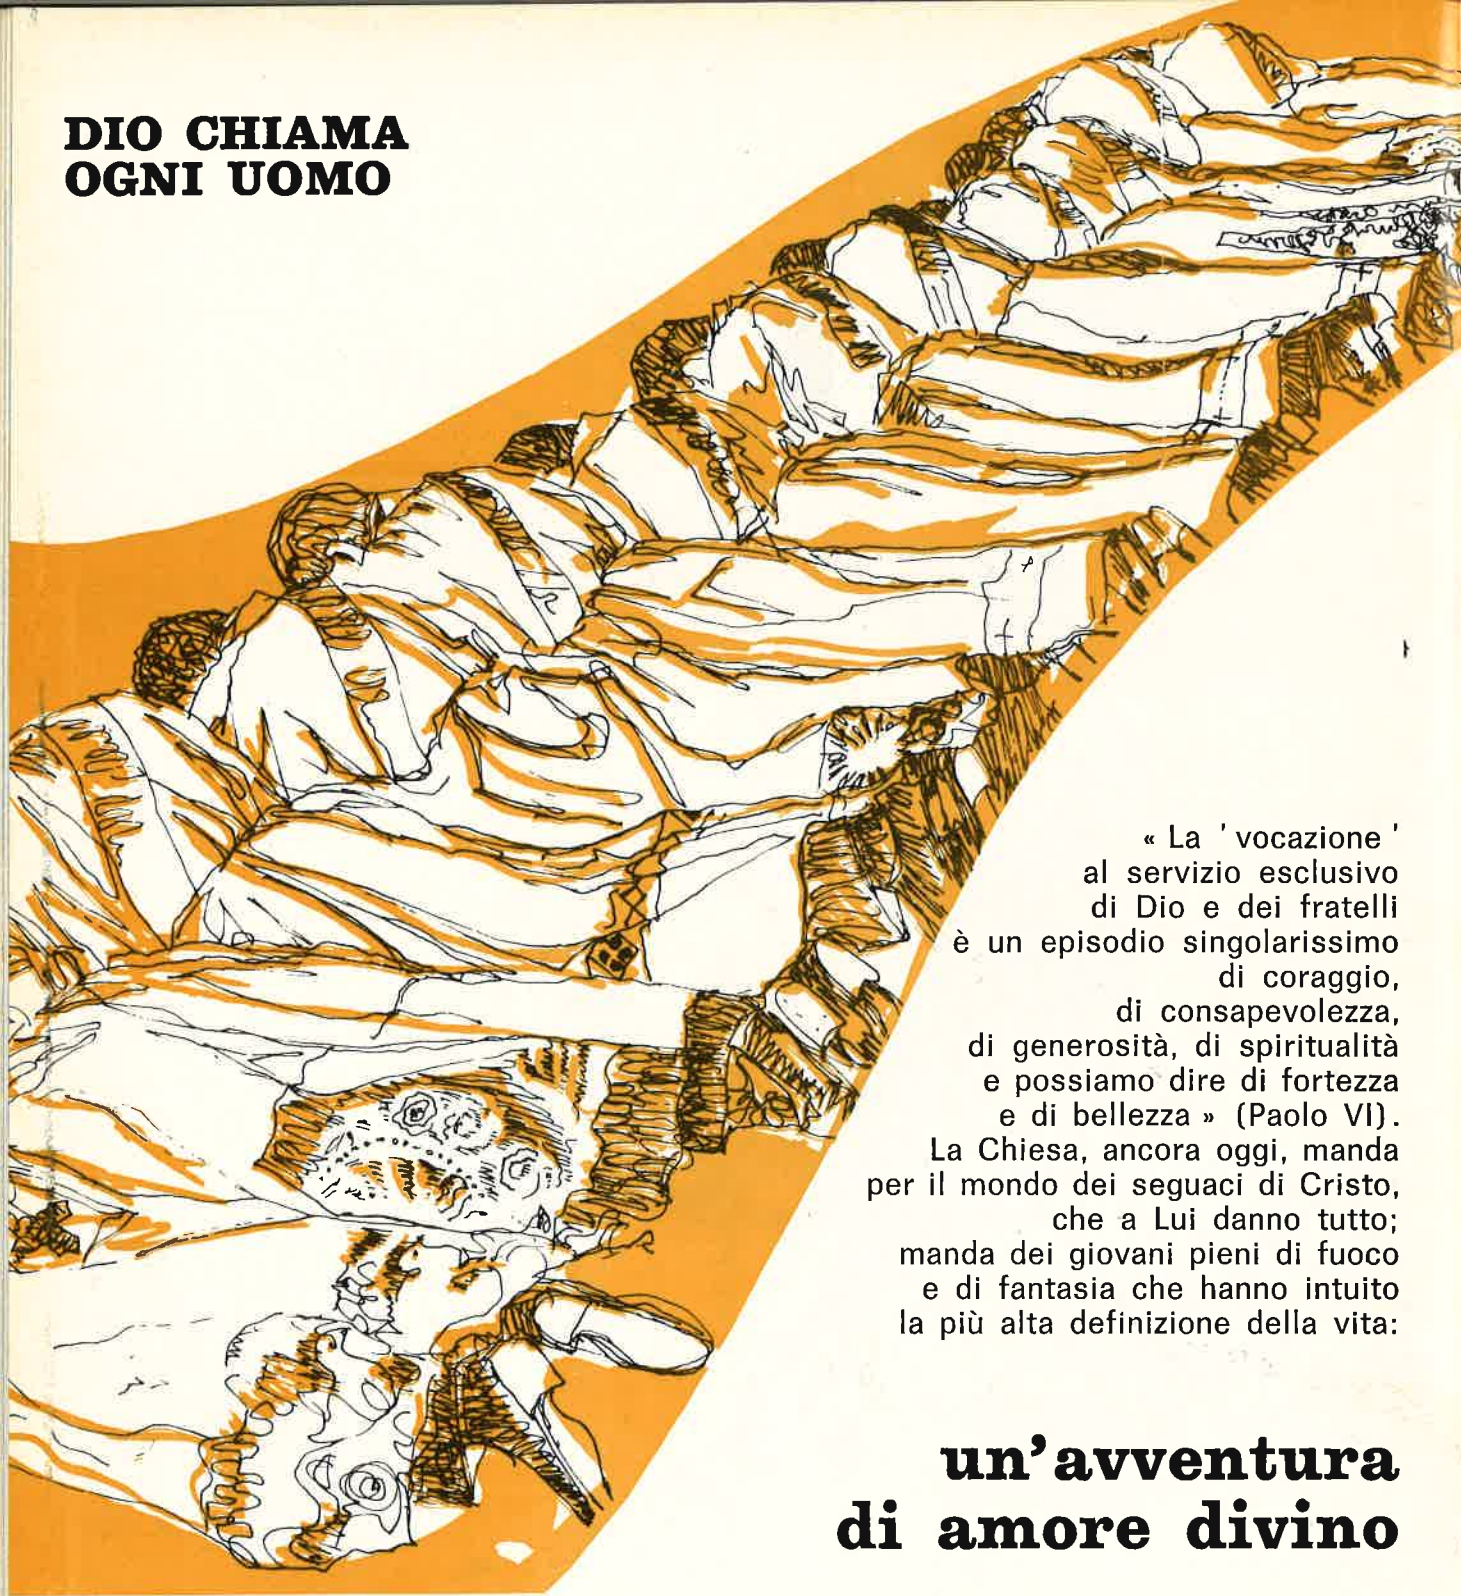 DIO CHIAMA
OGNI UOMO
« La 'vocazione'
al servizio esclusivo
di Dio e dei fratelli
è un episodio singolarissimo
di coraggio,
di consapevolezza,
di generosità, di spiritualità
e possiamo dire di fortezza
e di bellezza » (Paolo VI).
La Chiesa, ancora oggi, manda
per il mondo dei seguaci di Cristo,
che a Lui danno tutto;
manda dei giovani pieni di fuoco
e di fantasia che hanno intuito
la più alta definizione della vita:
un'avventura
di amore divino